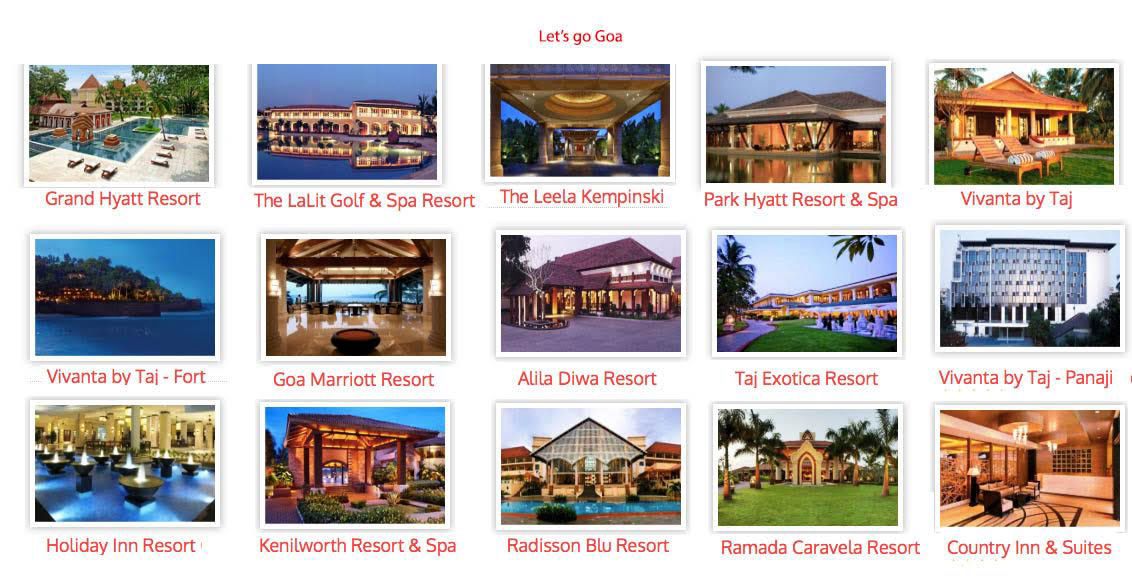 Let's go Goa
Grand Hyatt Resort
The LaLit Golf & Spa Resort
The Leela Kempinski
Park Hyatt Resort & Spa
Vivanta by Taj
Vivanta by Taj - Fort
Goa Marriott Resort
Alila Diwa Resort
Taj Exotica Resort
Vivanta by Taj - Panaji
Holiday Inn Resort
Kenilworth Resort & Spa
Radisson Blu Resort
Ramada Caravela Resort
Country Inn & Suites